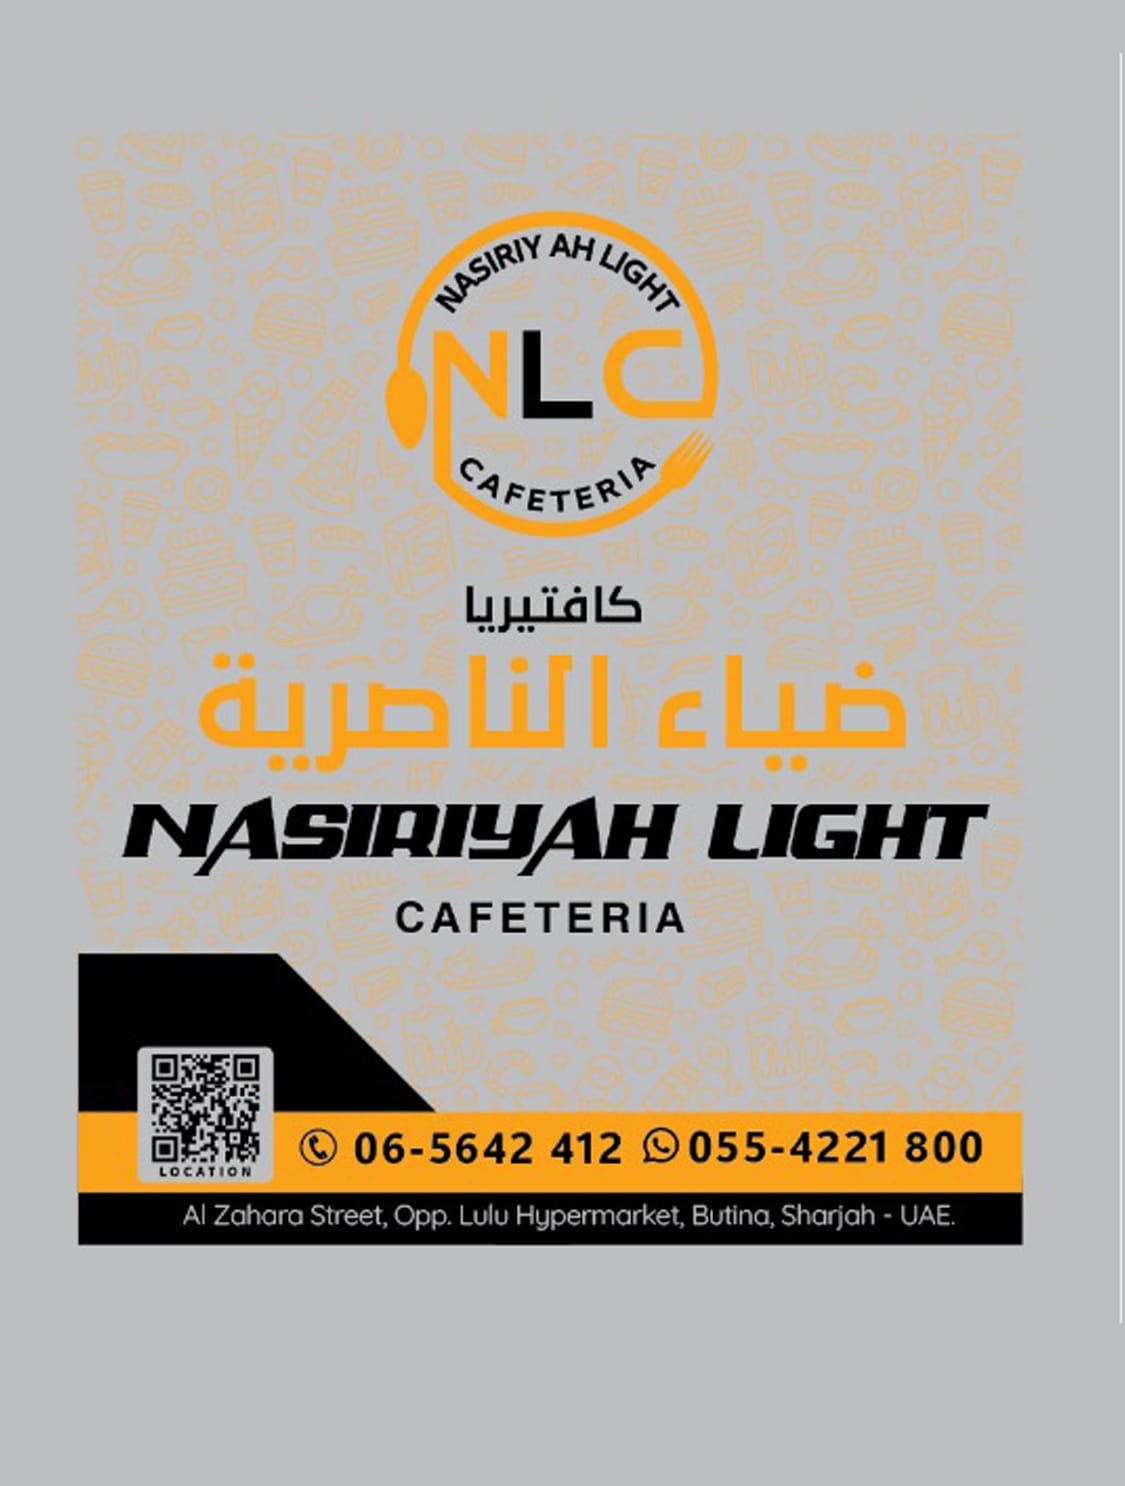 NASIRIY AH LIGHT
NLC
CAFETERIA
كافتيريا
ضياء الناصرية
NASIRIYAH LIGHT
CAFETERIA
LOCATION
06-5642 412 055-4221 800
Al Zahara Street, Opp. Lulu Hypermarket, Butina, Sharjah - UAE.